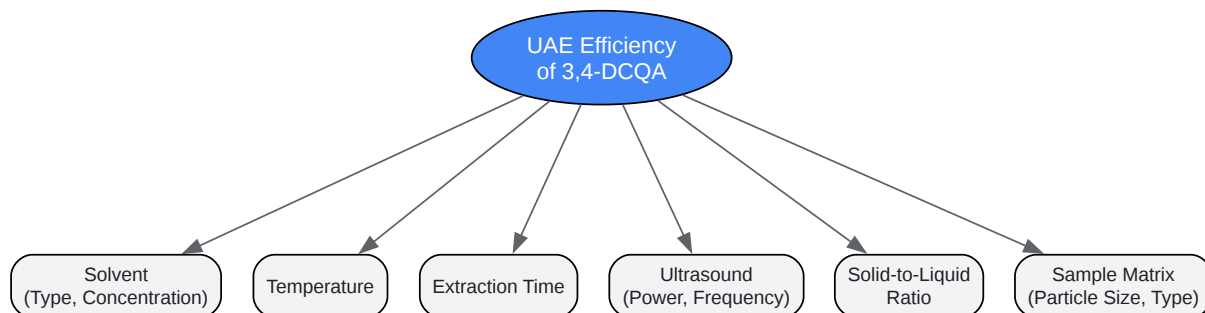 UAE Efficiency
of 3,4-DCQA
Solvent
(Type, Concentration)
Temperature
Extraction Time
Ultrasound
(Power, Frequency)
Solid-to-Liquid
Ratio
Sample Matrix
(Particle Size, Type)